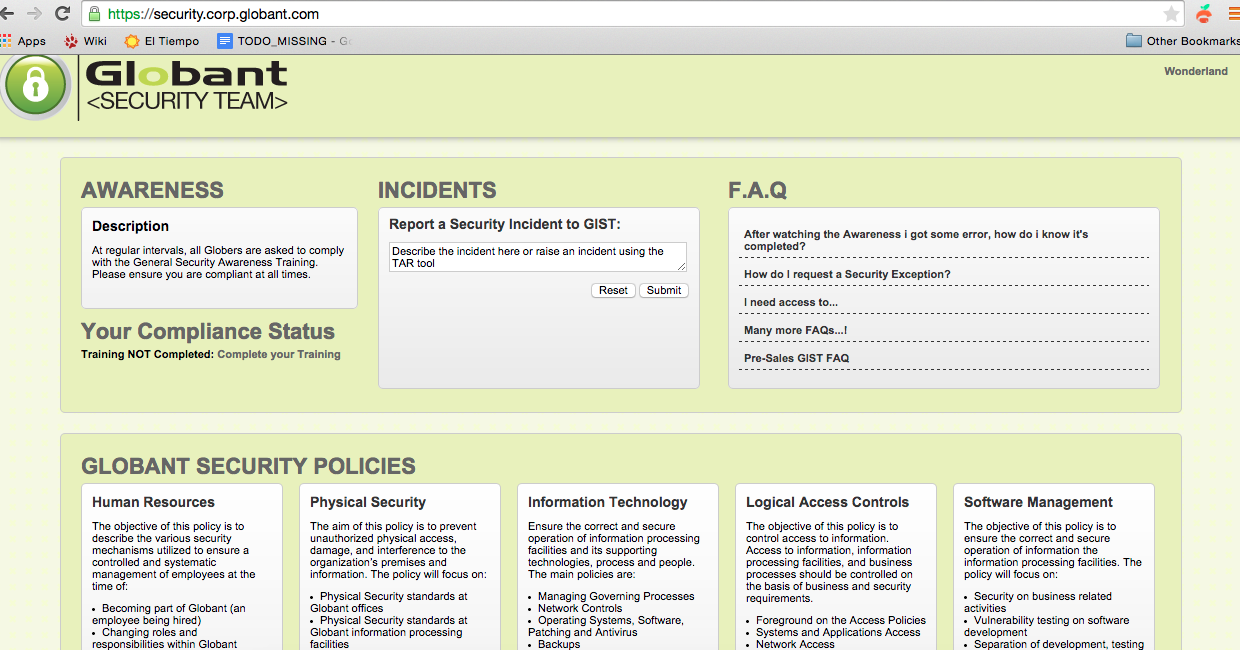 https://security.corp.globant.com
Apps Wiki El Tiempo TODO_MISSING - Other Bookmarks
Globant
<SECURITY TEAM>
Wonderland
AWARENESS
Description
At regular intervals, all Globers are asked to comply
with the General Security Awareness Training.
Please ensure you are compliant at all times.
Your Compliance Status
Training NOT Completed: Complete your Training
INCIDENTS
Report a Security Incident to GIST:
Describe the incident here or raise an incident using the
TAR tool
Reset Submit
F.A.Q
After watching the Awareness i got some error, how do i know it's
completed?
How do I request a Security Exception?
I need access to...
Many more FAQs...!
Pre-Sales GIST FAQ
GLOBANT SECURITY POLICIES
Human Resources
The objective of this policy is to
describe the various security
mechanisms utilized to ensure a
controlled and systematic
management of employees at the
time of:
• Becoming part of Globant (an
employee being hired)
• Changing roles and
responsibilities within Globant
Physical Security
The aim of this policy is to prevent
unauthorized physical access,
damage, and interference to the
organization's premises and
information. The policy will focus on:
• Physical Security standards at
Globant offices
• Physical Security standards at
Globant information processing
facilities
Information Technology
Ensure the correct and secure
operation of information processing
facilities and its supporting
technologies, process and people.
The main policies are:
• Managing Governing Processes
• Network Controls
• Operating Systems, Software,
Patching and Antivirus
• Backups
Logical Access Controls
The objective of this policy is to
control access to information.
Access to information, information
processing facilities, and business
processes should be controlled on
the basis of business and security
requirements.
• Foreground on the Access Policies
• Systems and Applications Access
• Network Access
Software Management
The objective of this policy is to
ensure the correct and secure
operation of information the
information processing facilities. The
policy will focus on:
• Security on business related
activities
• Vulnerability testing on software
development
• Separation of development, testing